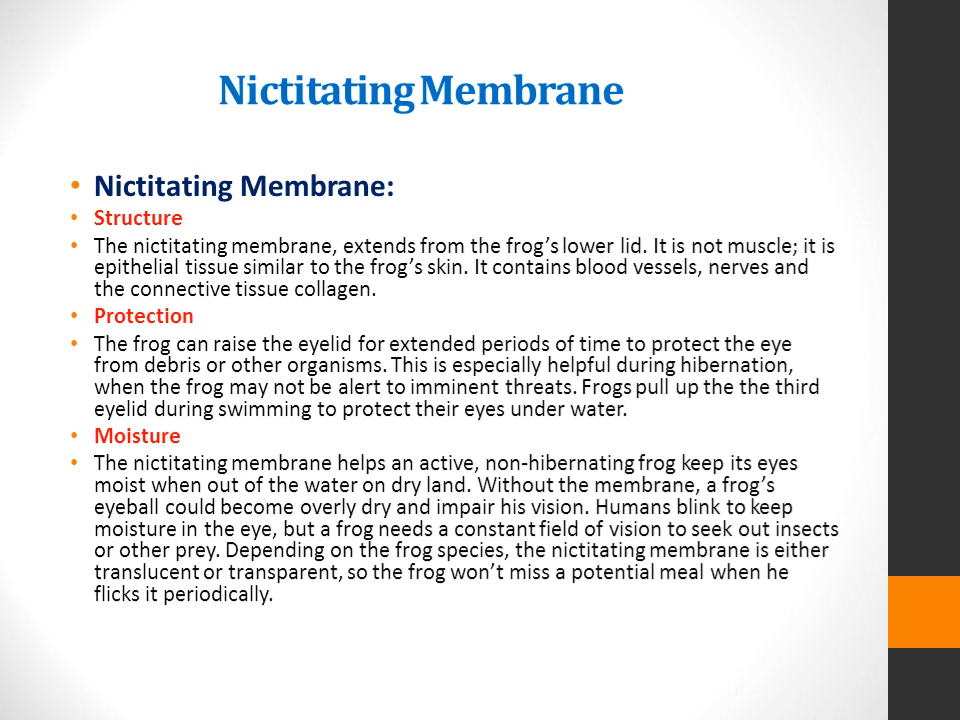 Nictitating Membrane
• Nictitating Membrane:
• Structure
• The nictitating membrane, extends from the frog’s lower lid. It is not muscle; it is
epithelial tissue similar to the frog’s skin. It contains blood vessels, nerves and
the connective tissue collagen.
• Protection
• The frog can raise the eyelid for extended periods of time to protect the eye
from debris or other organisms. This is especially helpful during hibernation,
when the frog may not be alert to imminent threats. Frogs pull up the the third
eyelid during swimming to protect their eyes under water.
• Moisture
• The nictitating membrane helps an active, non-hibernating frog keep its eyes
moist when out of the water on dry land. Without the membrane, a frog’s
eyeball could become overly dry and impair his vision. Humans blink to keep
moisture in the eye, but a frog needs a constant field of vision to seek out insects
or other prey. Depending on the frog species, the nictitating membrane is either
translucent or transparent, so the frog won’t miss a potential meal when he
flicks it periodically.